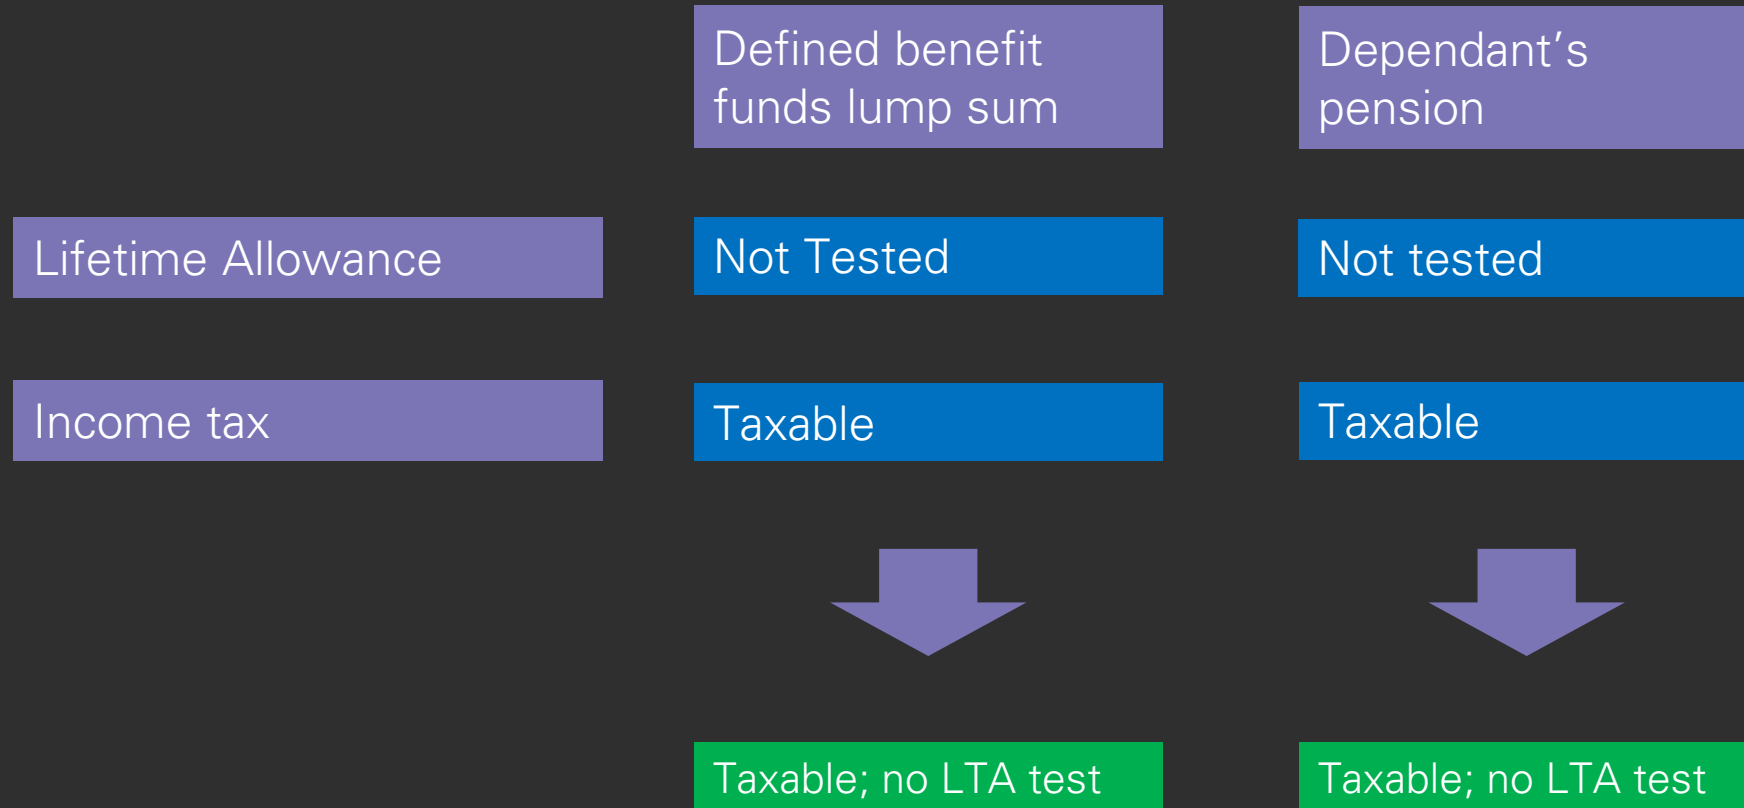 Defined benefit
funds lump sum
Dependant’s
pension
Lifetime Allowance
Not Tested
Not tested
Income tax
Taxable
Taxable
Taxable; no LTA test
Taxable; no LTA test